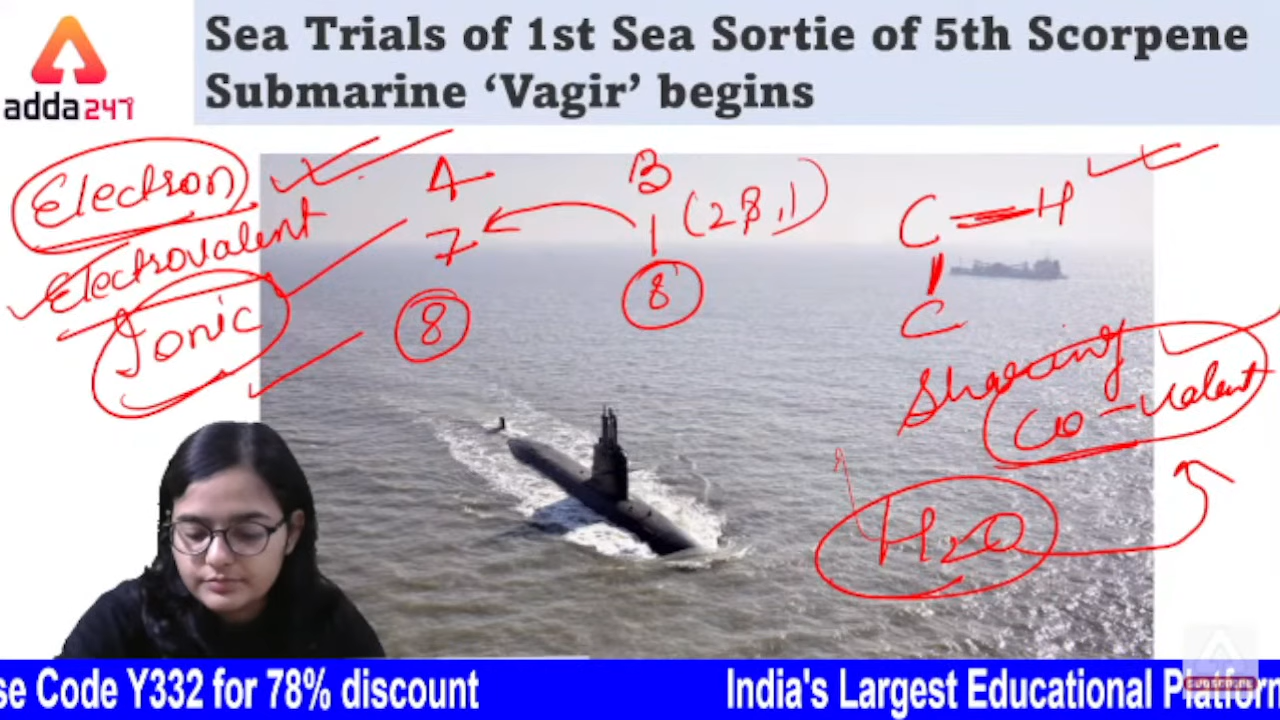 Sea Trials of 1st Sea Sortie of 5th Scorpene
Submarine ‘Vagir’ begins
adda247
Electron
Electrovalent
Ionic
A
7
8
B
1 (2,8,1)
8
C=H
C
Sharing
Co-valent
H2O
se Code Y332 for 78% discount
India's Largest Educational Platform
SUBSCRIBE